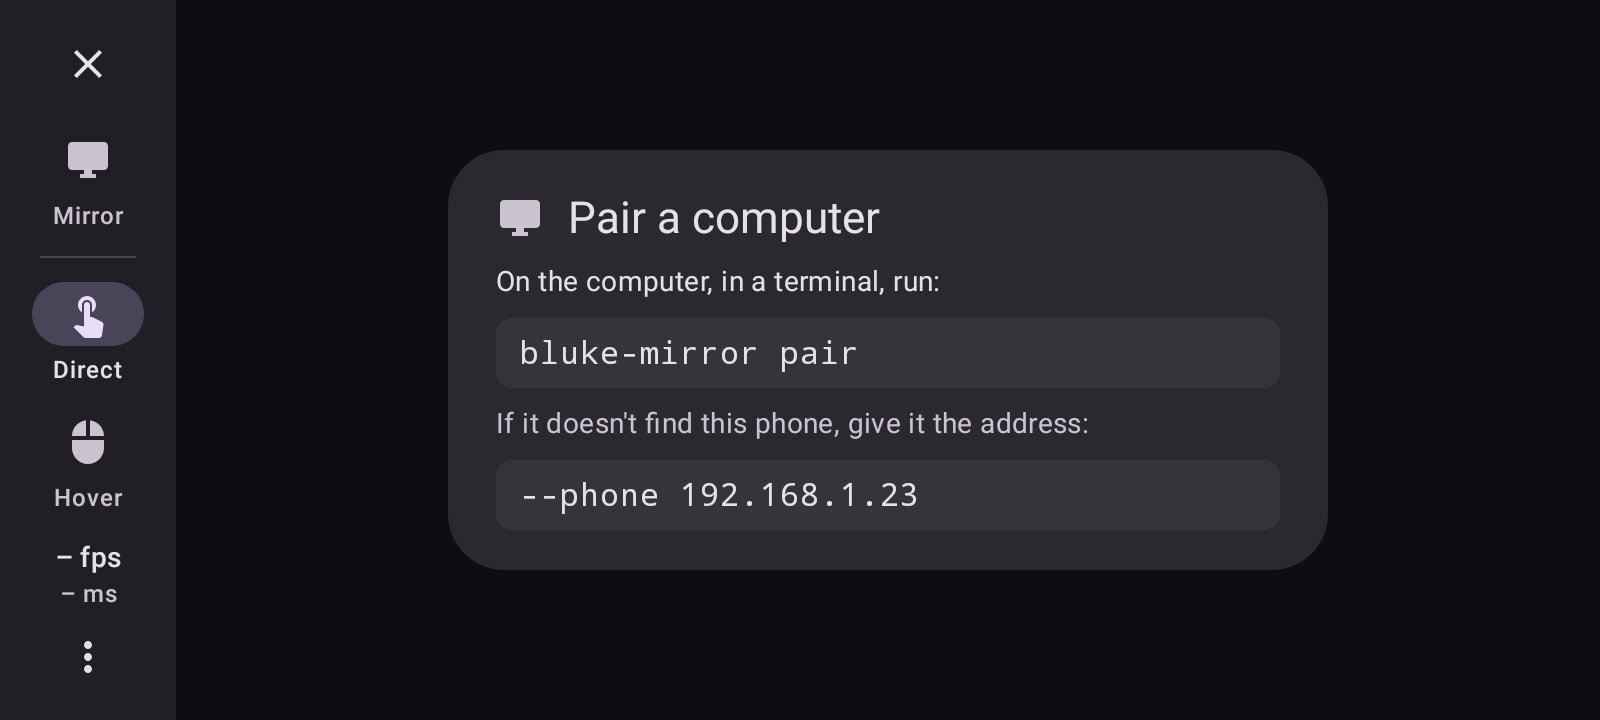 Mirror
Direct
Hover
– fps
– ms
Pair a computer
On the computer, in a terminal, run:
bluke-mirror pair
If it doesn't find this phone, give it the address:
--phone 192.168.1.23